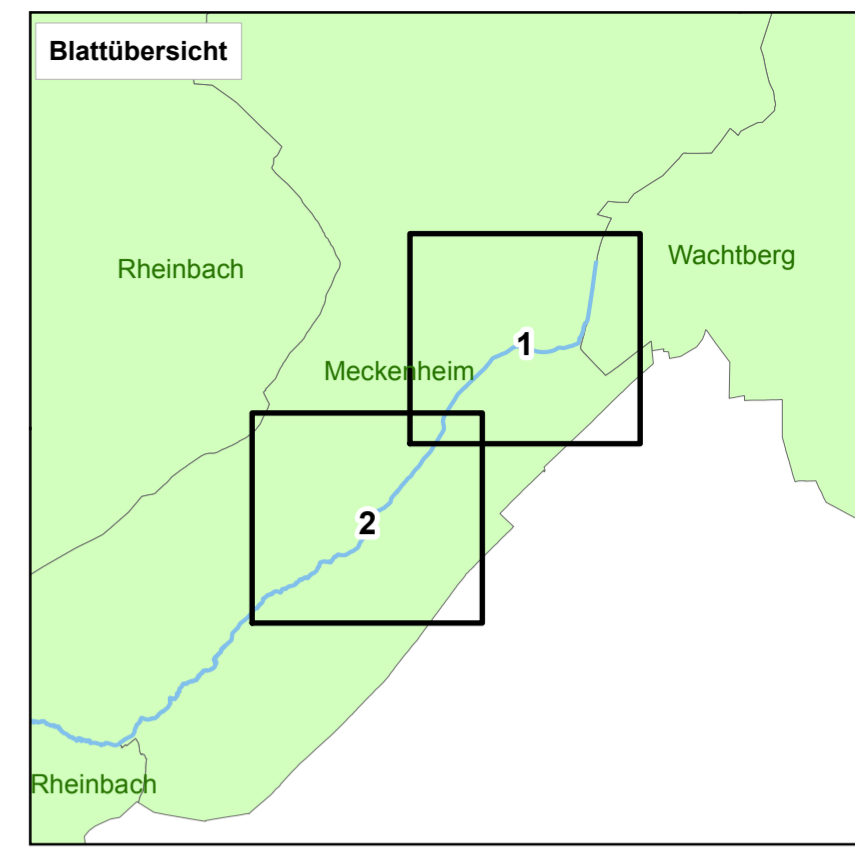 Blattübersicht
Wachtberg
Rheinbach
1
Meckenheim
2
Rheinbach